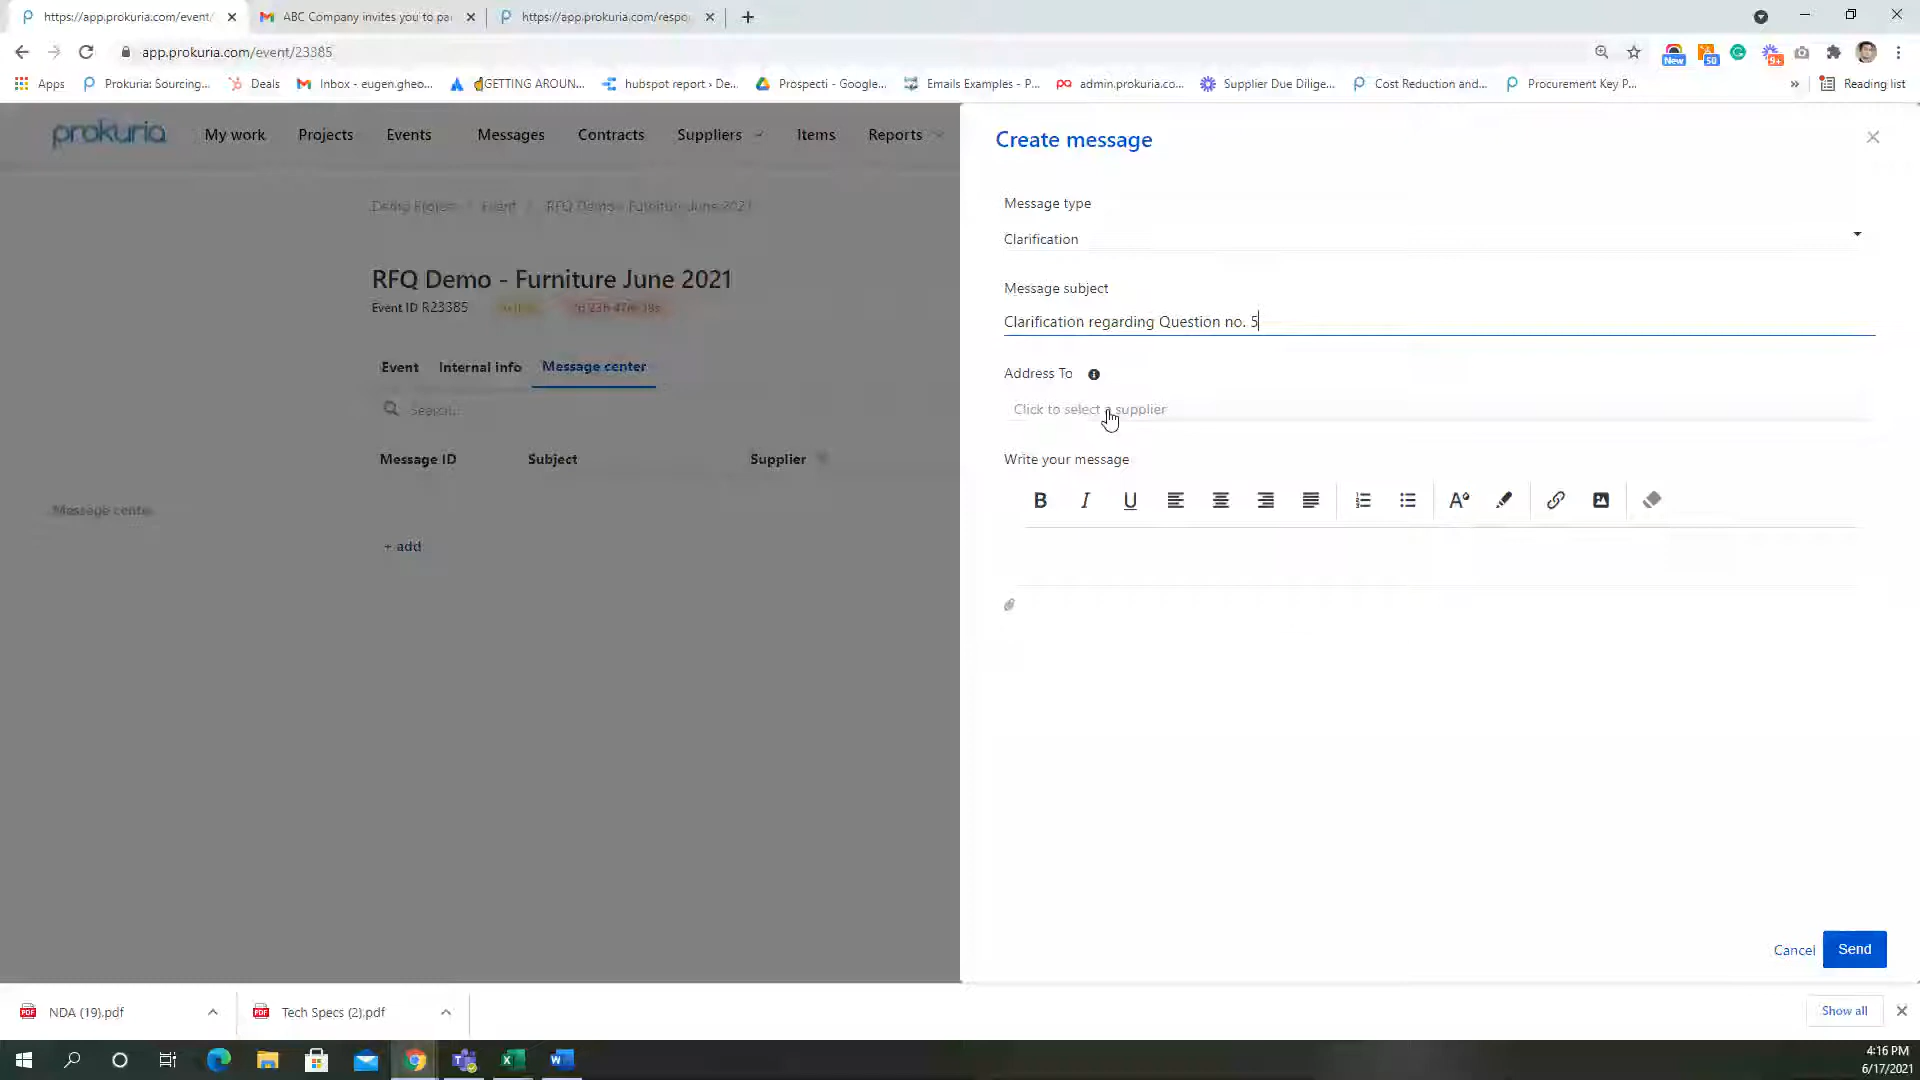 https://app.prokuria.com/event/
ABC Company invites you to pa
https://app.prokuria.com/respo
app.prokuria.com/event/23385
New
50
9+
Apps
Prokuria: Sourcing...
Deals
Inbox - eugen.gheo...
GETTING AROUN...
hubspot report › De...
Prospecti - Google...
Emails Examples - P...
admin.prokuria.co...
Supplier Due Dilige...
Cost Reduction and...
Procurement Key P...
»
Reading list
prokuria
My work
Projects
Events
Messages
Contracts
Suppliers
Items
Reports
Demo Project / Event / RFQ Demo - Furniture June 2021
RFQ Demo - Furniture June 2021
Event ID R23385
Event
Internal info
Message center
Search...
Message ID
Subject
Supplier
Message center
+ add
Create message
Message type
Clarification
Message subject
Clarification regarding Question no. 5
Address To
Click to select a supplier
Write your message
B I U
Cancel
Send
NDA (19).pdf
Tech Specs (2).pdf
Show all
4:16 PM
6/17/2021